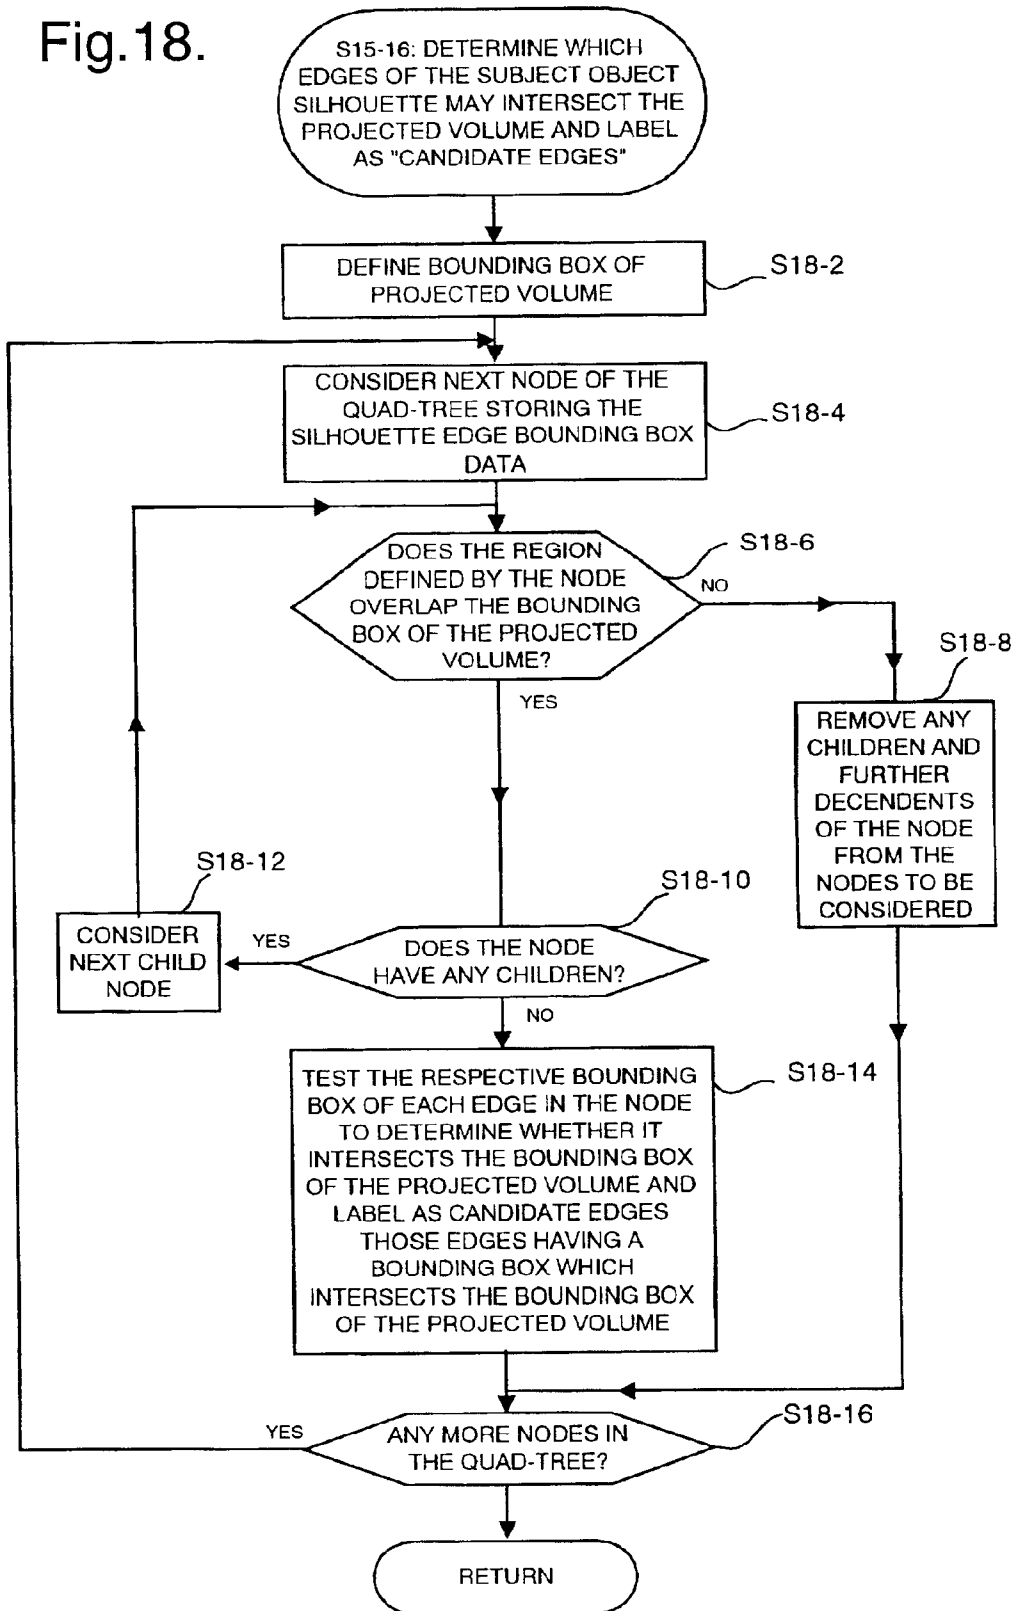 Fig.18.
S15-16: DETERMINE WHICH
EDGES OF THE SUBJECT OBJECT
SILHOUETTE MAY INTERSECT THE
PROJECTED VOLUME AND LABEL
AS "CANDIDATE EDGES"
DEFINE BOUNDING BOX OF
PROJECTED VOLUME
S18-2
CONSIDER NEXT NODE OF THE
QUAD-TREE STORING THE
SILHOUETTE EDGE BOUNDING BOX
DATA
S18-4
DOES THE REGION
DEFINED BY THE NODE
OVERLAP THE BOUNDING
BOX OF THE PROJECTED
VOLUME?
S18-6
NO
YES
S18-8
REMOVE ANY
CHILDREN AND
FURTHER
DECENDENTS
OF THE NODE
FROM THE
NODES TO BE
CONSIDERED
S18-12
CONSIDER
NEXT CHILD
NODE
YES
S18-10
DOES THE NODE
HAVE ANY CHILDREN?
NO
TEST THE RESPECTIVE BOUNDING
BOX OF EACH EDGE IN THE NODE
TO DETERMINE WHETHER IT
INTERSECTS THE BOUNDING BOX
OF THE PROJECTED VOLUME AND
LABEL AS CANDIDATE EDGES
THOSE EDGES HAVING A
BOUNDING BOX WHICH
INTERSECTS THE BOUNDING BOX
OF THE PROJECTED VOLUME
S18-14
YES
ANY MORE NODES IN
THE QUAD-TREE?
S18-16
RETURN